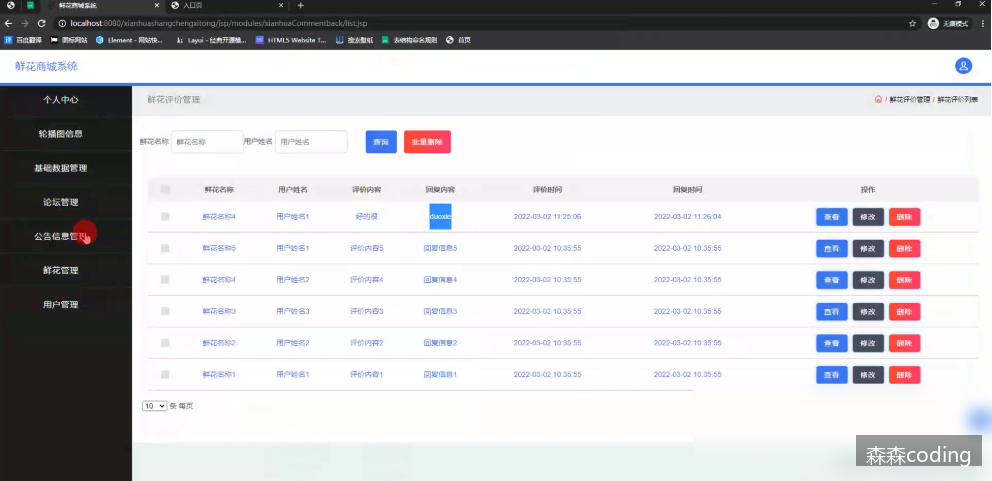 鲜花商城系统
入口页
localhost:8080/xianhuashangchengxitong/jsp/modules/xianhuaCommentback/list.jsp
无痕模式
百度翻译 图标网站 Element - 网站快... Layui - 经典开源模... HTML5 Website T... 搜索壁纸 表结构命名规则 首页
鲜花商城系统
个人中心
轮播图信息
基础数据管理
论坛管理
公告信息管理
鲜花管理
用户管理
鲜花评价管理
/ 鲜花评价管理 / 鲜花评价列表
鲜花名称 鲜花名称 用户姓名 用户姓名 查询 批量删除
鲜花名称 用户姓名 评价内容 回复内容 评价时间 回复时间 操作
鲜花名称4 用户姓名1 好的很 duoxie 2022-03-02 11:25:06 2022-03-02 11:26:04 查看 修改 删除
鲜花名称5 用户姓名1 评价内容5 回复信息5 2022-03-02 10:35:55 2022-03-02 10:35:55 查看 修改 删除
鲜花名称4 用户姓名2 评价内容4 回复信息4 2022-03-02 10:35:55 2022-03-02 10:35:55 查看 修改 删除
鲜花名称3 用户姓名3 评价内容3 回复信息3 2022-03-02 10:35:55 2022-03-02 10:35:55 查看 修改 删除
鲜花名称2 用户姓名2 评价内容2 回复信息2 2022-03-02 10:35:55 2022-03-02 10:35:55 查看 修改 删除
鲜花名称1 用户姓名1 评价内容1 回复信息1 2022-03-02 10:35:55 2022-03-02 10:35:55 查看 修改 删除
10 条 每页
森森coding